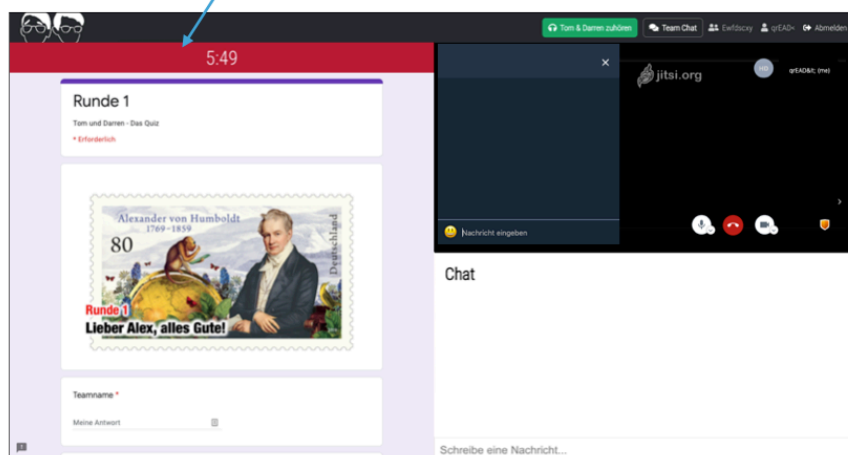 Tom & Darren zuhören
Team Chat
Ewfdscxy
qrEAD<
Abmelden
5:49
Runde 1
Tom und Darren - Das Quiz
* Erforderlich
Alexander von Humboldt
1769-1859
80
Deutschland
Runde 1
Lieber Alex, alles Gute!
Teamname *
Meine Antwort
jitsi.org
HD
qrEAD&lt; (me)
Nachricht eingeben
Chat
Schreibe eine Nachricht...